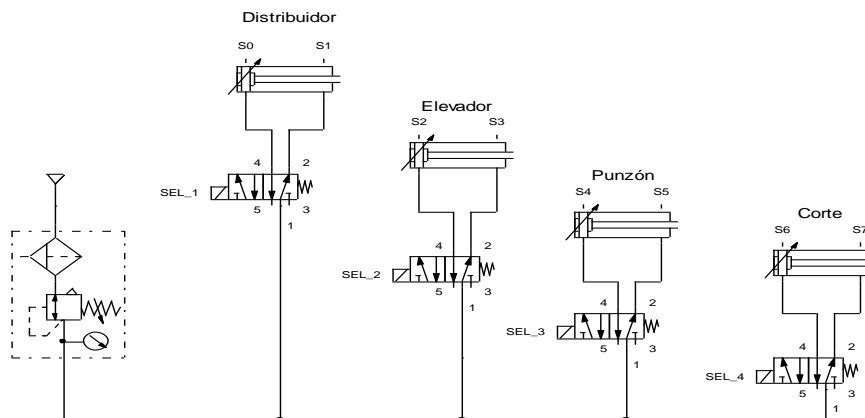 Distribuidor
S0 S1
4 2
SEL_1
5 3
1
Elevador
S2 S3
4 2
SEL_2
5 3
1
Punzón
S4 S5
4 2
SEL_3
5 3
1
Corte
S6 S7
4 2
SEL_4
5 3
1